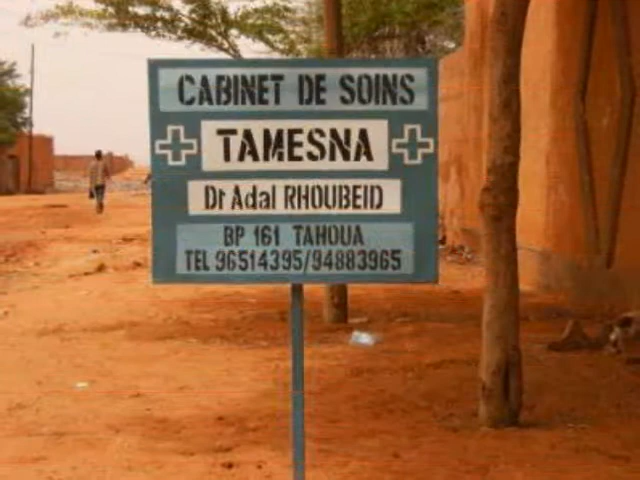 CABINET DE SOINS
TAMESNA
Dr Adal RHOUBEID
BP 161 TAHOUA
TEL 96514395/94883965